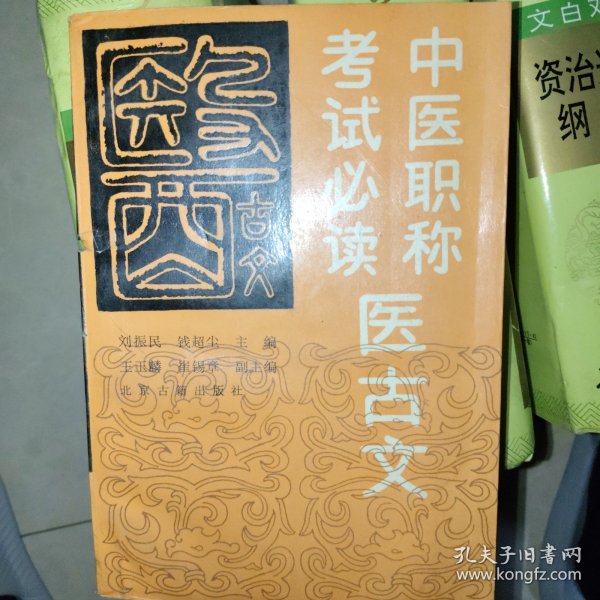 中医职称
考试必读
医古文
醫
古文
刘振民 钱超尘 主编
王玉麟 崔锡章 副主编
北京古籍出版社
文白对
资治通
纲
孔夫子旧书网
www.kongfz.com